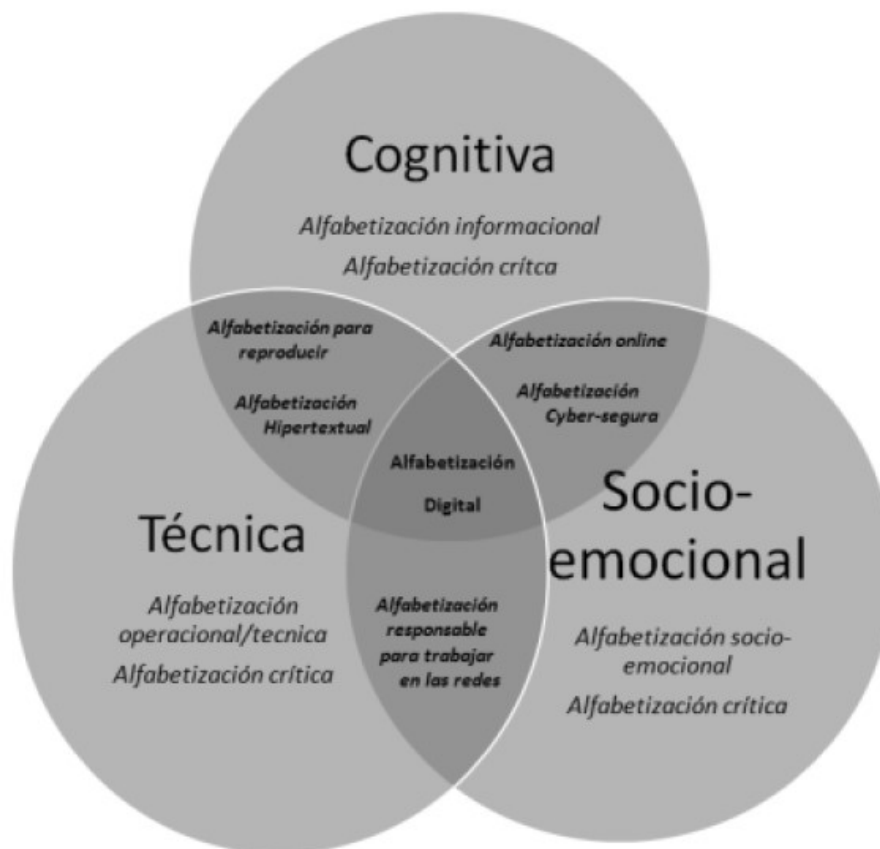 Cognitiva
Alfabetización informacional
Alfabetización crítca
Alfabetización para
reproducir
Alfabetización
Hipertextual
Alfabetización online
Alfabetización
Cyber-segura
Alfabetización
Digital
Técnica
Alfabetización
operacional/tecnica
Alfabetización crítica
Socio-
emocional
Alfabetización socio-
emocional
Alfabetización crítica
Alfabetización
responsable
para trabajar
en las redes